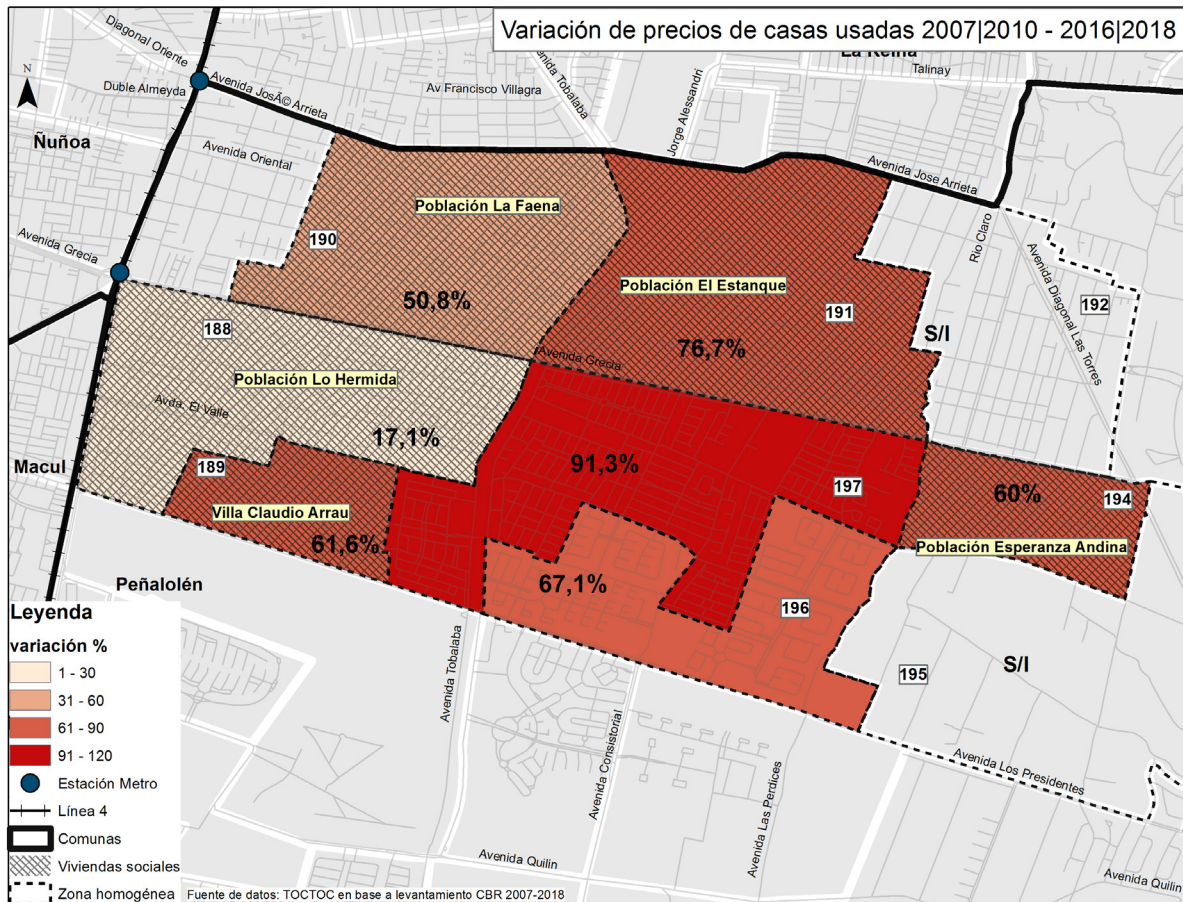 Variación de precios de casas usadas 2007|2010 - 2016|2018
La Reina
Talinay
Diagonal Oriente
N
Duble Almeyda
Avenida JosÃ© Arrieta
Av Francisco Villagra
Avenida Tobalaba
Jorge Alessandri
Ñuñoa
Avenida Oriental
Avenida Jose Arrieta
Población La Faena
190
Rio Claro
Avenida Grecia
Población El Estanque
50,8%
191
Avenida Diagonal Las Torres
192
S/I
188
76,7%
Avenida Grecia
Población Lo Hermida
Avda. El Valle
17,1%
91,3%
Macul
189
197
60%
194
Villa Claudio Arrau
61,6%
Población Esperanza Andina
Peñalolén
67,1%
196
S/I
195
Avenida Tobalaba
Avenida Consistorial
Avenida Las Perdices
Avenida Los Presidentes
Avenida Quilin
Avenida Quilin
Leyenda
variación %
1 - 30
31 - 60
61 - 90
91 - 120
Estación Metro
Línea 4
Comunas
Viviendas sociales
Zona homogénea
Fuente de datos: TOCTOC en base a levantamiento CBR 2007-2018